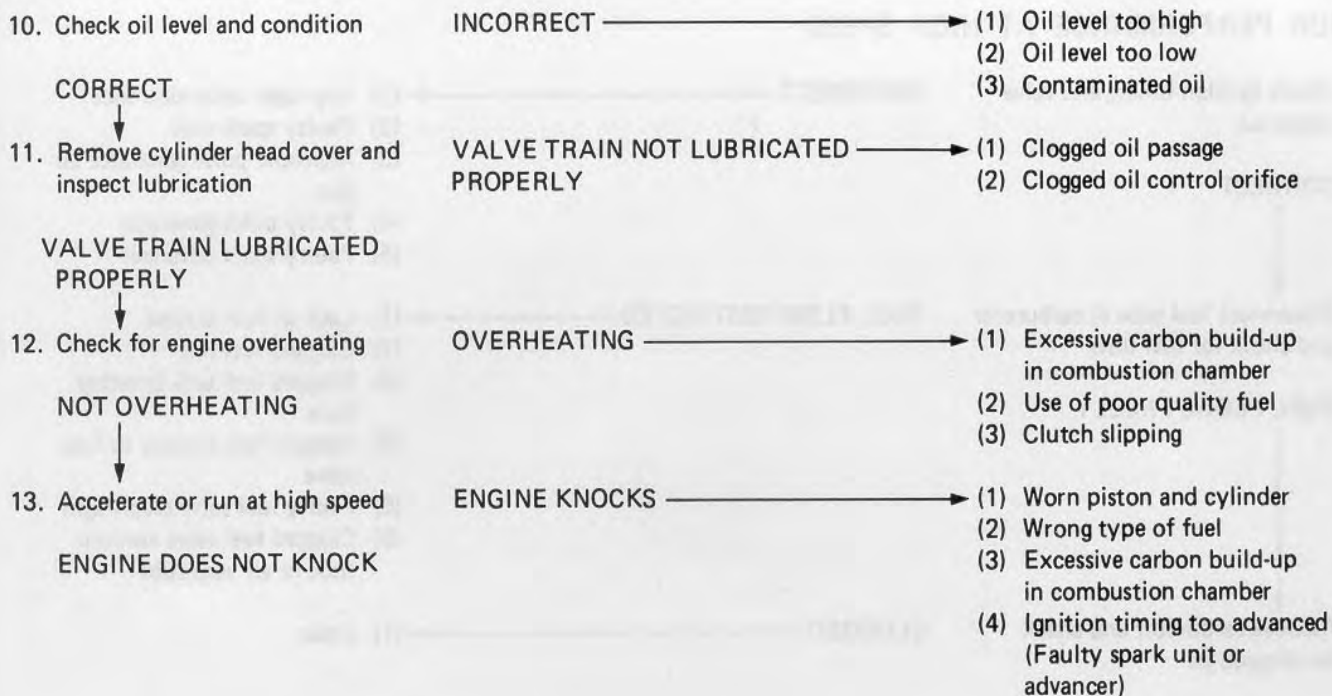 10. Check oil level and condition
INCORRECT
(1) Oil level too high
(2) Oil level too low
(3) Contaminated oil
CORRECT
11. Remove cylinder head cover and
inspect lubrication
VALVE TRAIN NOT LUBRICATED
PROPERLY
(1) Clogged oil passage
(2) Clogged oil control orifice
VALVE TRAIN LUBRICATED
PROPERLY
12. Check for engine overheating
OVERHEATING
(1) Excessive carbon build-up
in combustion chamber
(2) Use of poor quality fuel
(3) Clutch slipping
NOT OVERHEATING
13. Accelerate or run at high speed
ENGINE KNOCKS
(1) Worn piston and cylinder
(2) Wrong type of fuel
(3) Excessive carbon build-up
in combustion chamber
(4) Ignition timing too advanced
(Faulty spark unit or
advancer)
ENGINE DOES NOT KNOCK